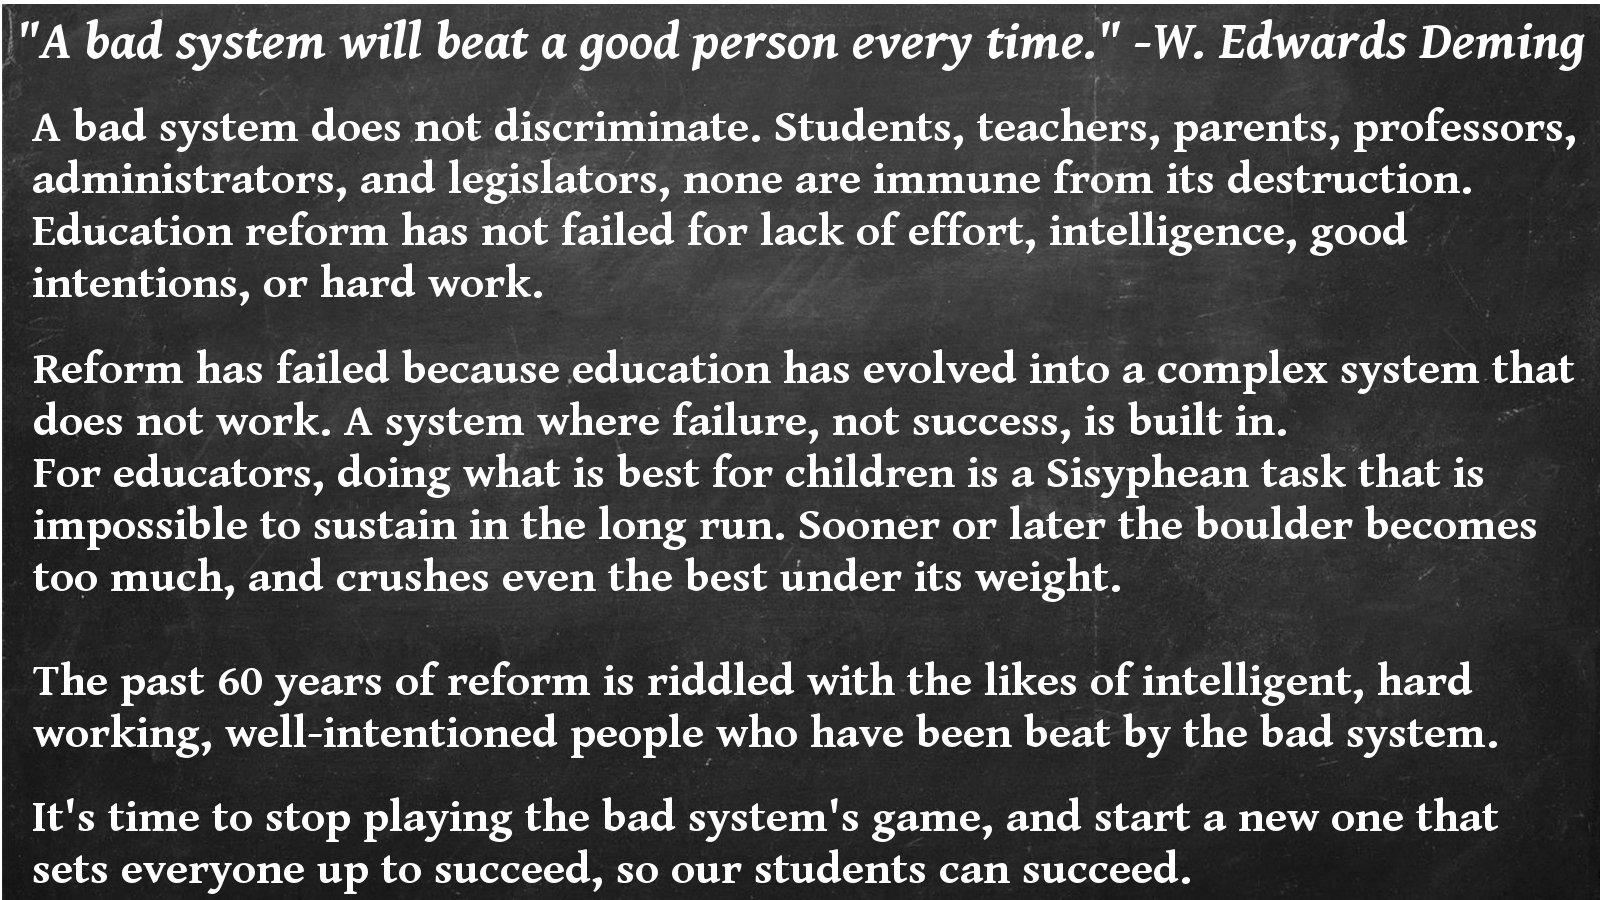 "A bad system will beat a good person every time." -W. Edwards Deming
A bad system does not discriminate. Students, teachers, parents, professors,
administrators, and legislators, none are immune from its destruction.
Education reform has not failed for lack of effort, intelligence, good
intentions, or hard work.
Reform has failed because education has evolved into a complex system that
does not work. A system where failure, not success, is built in.
For educators, doing what is best for children is a Sisyphean task that is
impossible to sustain in the long run. Sooner or later the boulder becomes
too much, and crushes even the best under its weight.
The past 60 years of reform is riddled with the likes of intelligent, hard
working, well-intentioned people who have been beat by the bad system.
It's time to stop playing the bad system's game, and start a new one that
sets everyone up to succeed, so our students can succeed.